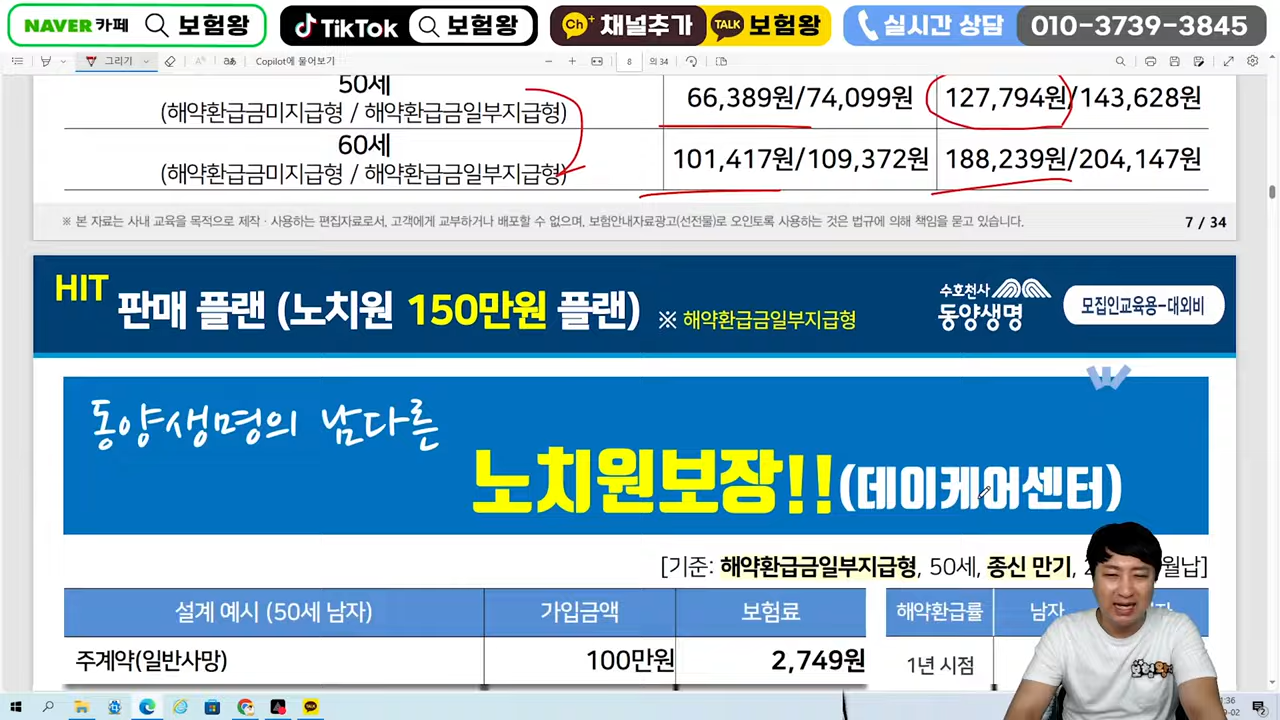 NAVER 카페 보험왕 TikTok 보험왕 Ch+ 채널추가 TALK 보험왕 실시간 상담 010-3739-3845
그리기 Copilot에 물어보기 8 의 34
50세
(해약환급금미지급형 / 해약환급금일부지급형) 66,389원/74,099원 127,794원/143,628원
60세
(해약환급금미지급형 / 해약환급금일부지급형) 101,417원/109,372원 188,239원/204,147원
※ 본 자료는 사내 교육을 목적으로 제작 · 사용하는 편집자료로서, 고객에게 교부하거나 배포할 수 없으며, 보험안내자료광고(선전물)로 오인토록 사용하는 것은 법규에 의해 책임을 묻고 있습니다. 7 / 34
HIT 판매 플랜 (노치원 150만원 플랜) ※ 해약환급금일부지급형 수호천사 동양생명 모집인교육용-대외비
동양생명의 남다른
노치원보장!!(데이케어센터)
[기준: 해약환급금일부지급형, 50세, 종신 만기, 월납]
설계 예시 (50세 남자) 가입금액 보험료 해약환급률 남자
주계약(일반사망) 100만원 2,749원 1년 시점